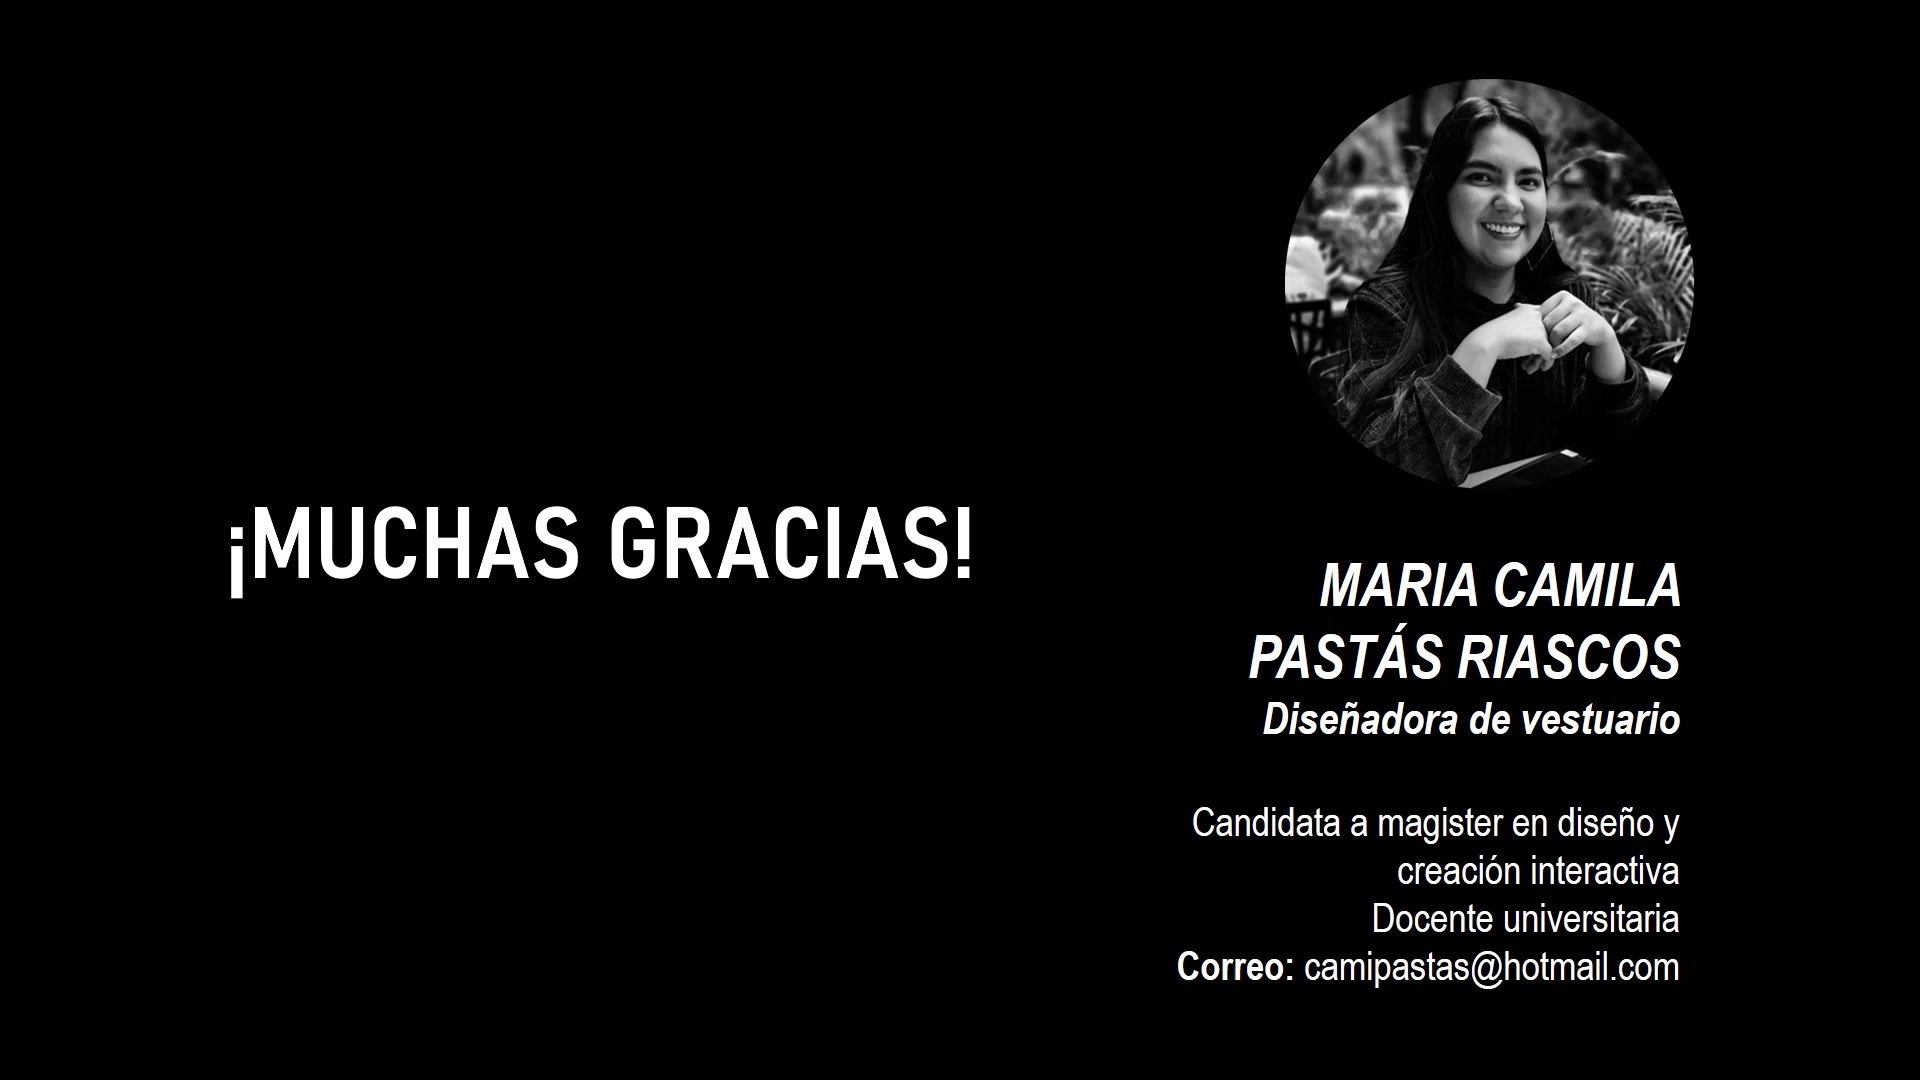 ¡MUCHAS GRACIAS!
MARIA CAMILA
PASTÁS RIASCOS
Diseñadora de vestuario
Candidata a magister en diseño y
creación interactiva
Docente universitaria
Correo: camipastas@hotmail.com